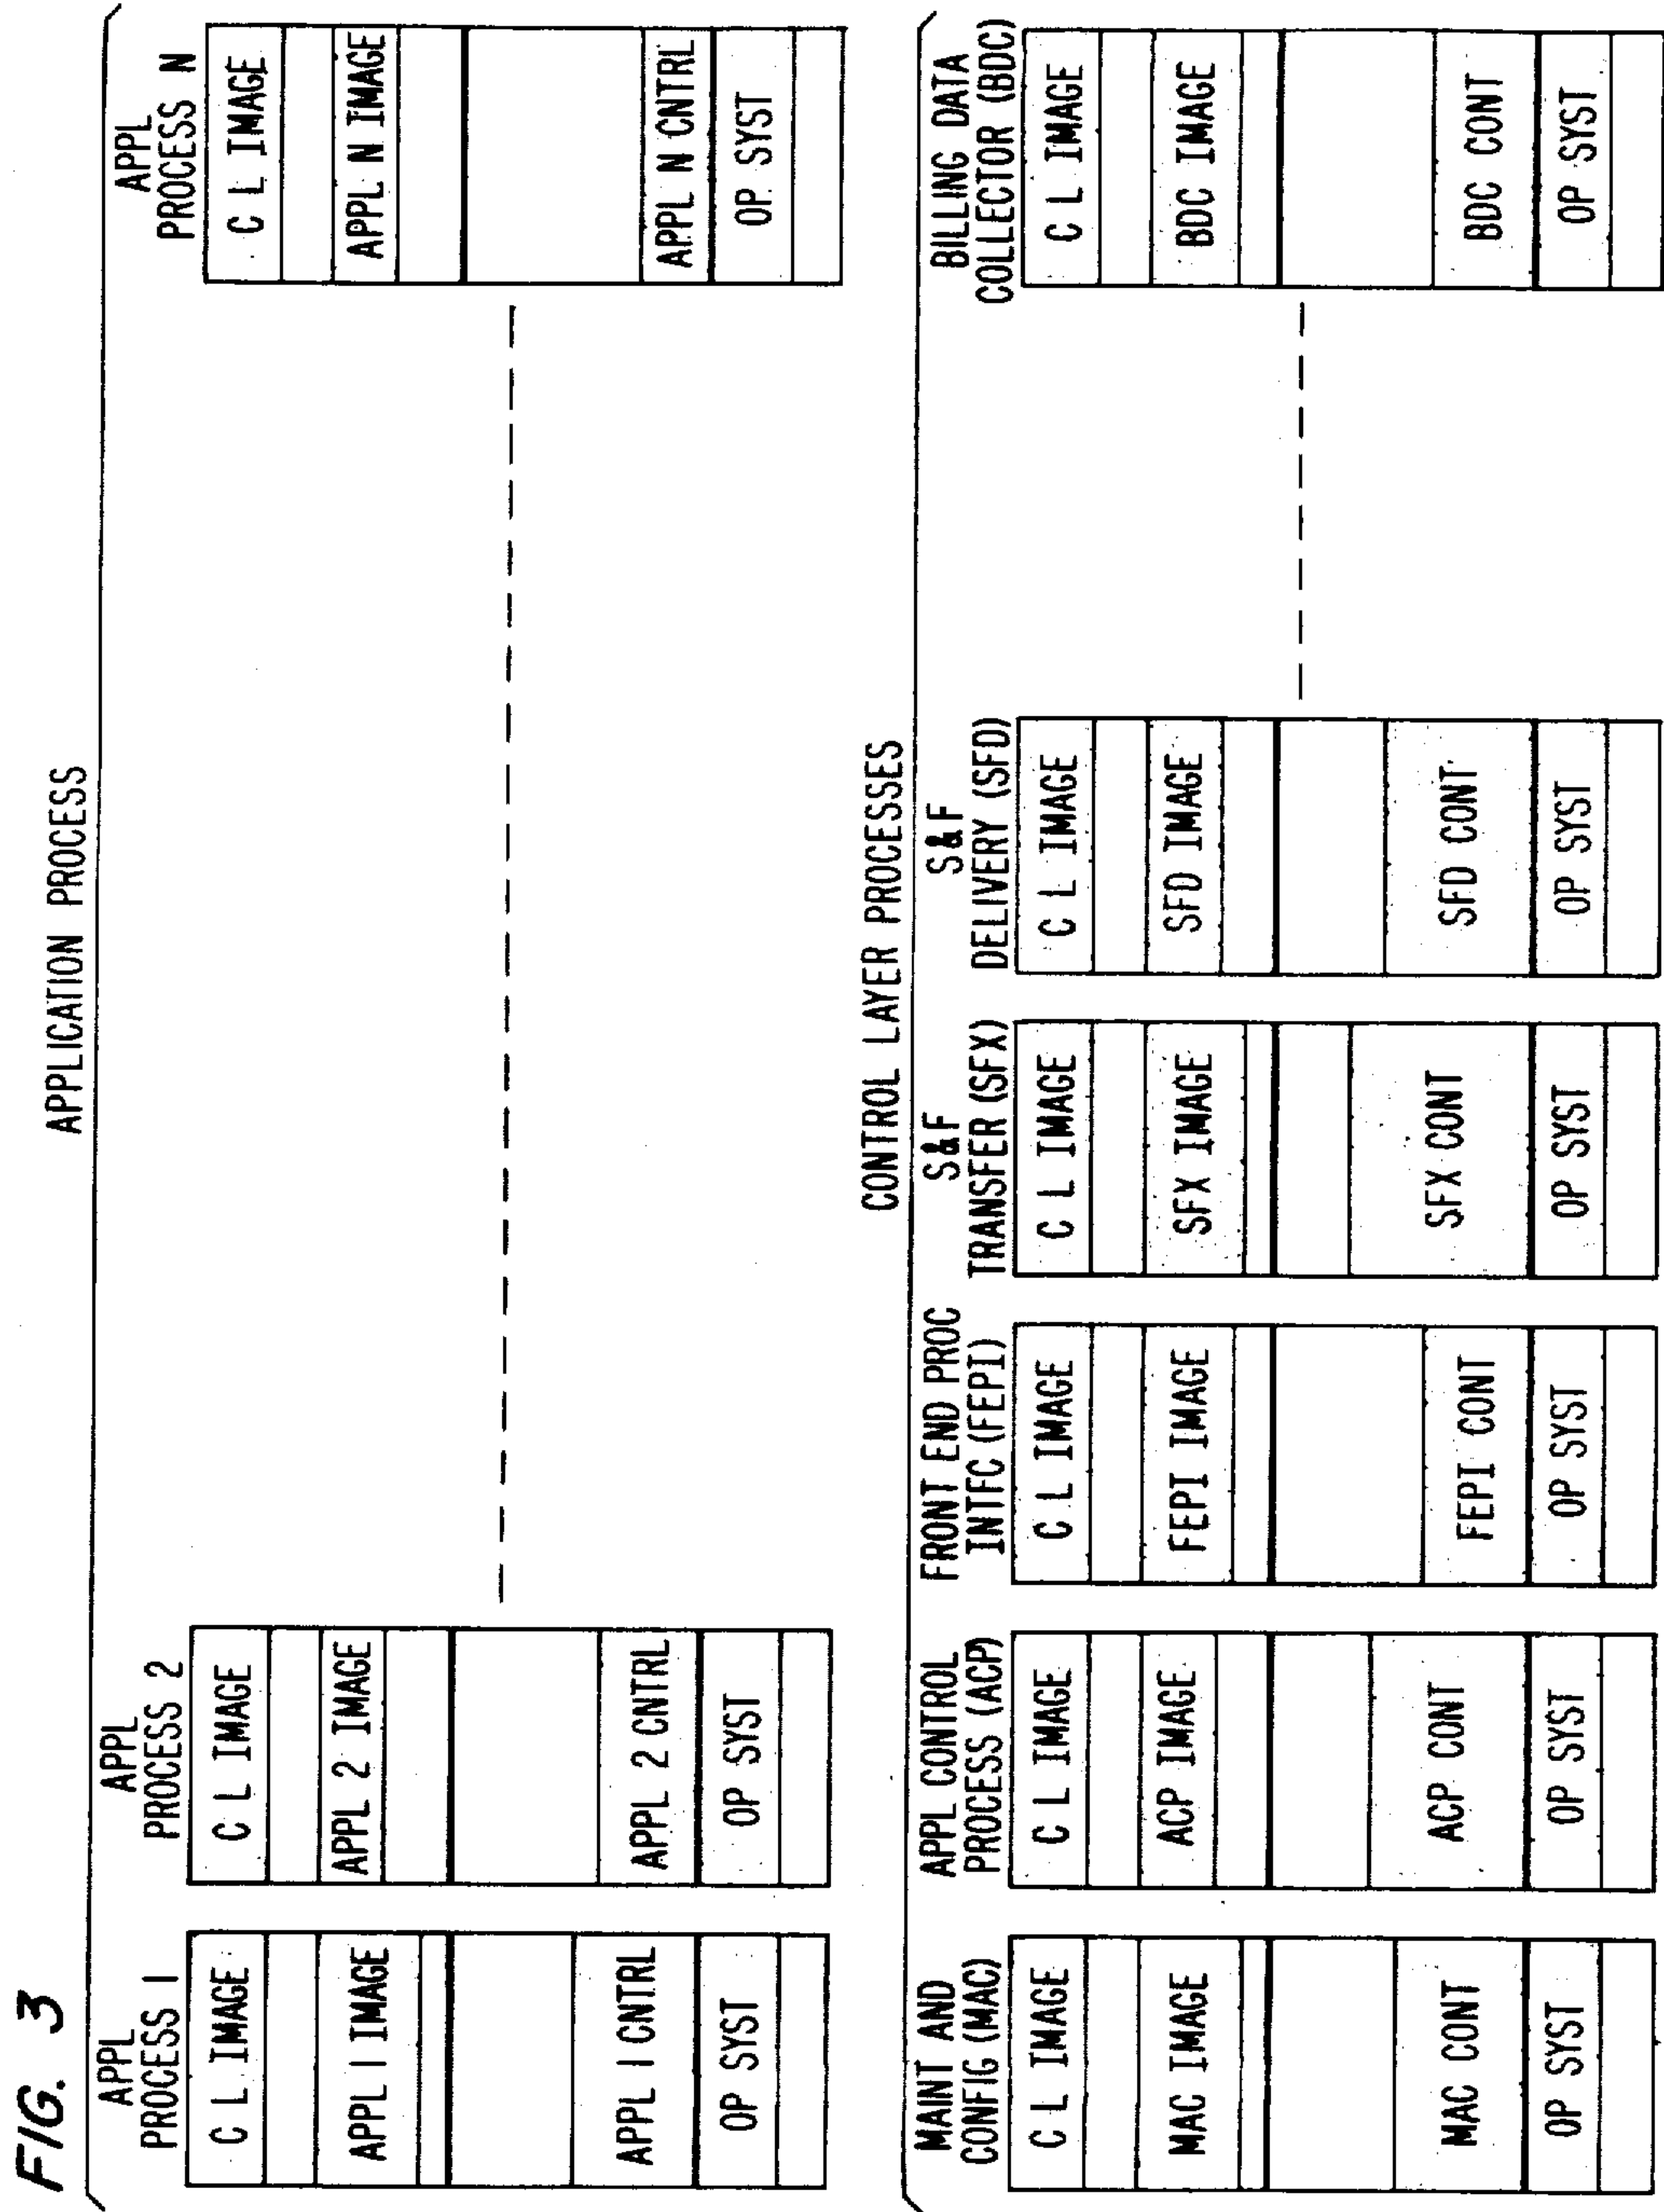 FIG. 3
APPLICATION PROCESS
APPL
PROCESS 1
C L IMAGE
APPL 1 IMAGE
APPL 1 CNTRL
OP SYST
APPL
PROCESS 2
C L IMAGE
APPL 2 IMAGE
APPL 2 CNTRL
OP SYST
APPL
PROCESS N
C L IMAGE
APPL N IMAGE
APPL N CNTRL
OP SYST
CONTROL LAYER PROCESSES
MAINT AND
CONFIG (MAC)
C L IMAGE
MAC IMAGE
MAC CONT
OP SYST
APPL CONTROL
PROCESS (ACP)
C L IMAGE
ACP IMAGE
ACP CONT
OP SYST
FRONT END PROC
INTFC (FEPI)
C L IMAGE
FEPI IMAGE
FEPI CONT
OP SYST
S&F
TRANSFER (SFX)
C L IMAGE
SFX IMAGE
SFX CONT
OP SYST
S&F
DELIVERY (SFD)
C L IMAGE
SFD IMAGE
SFD CONT
OP SYST
BILLING DATA
COLLECTOR (BDC)
C L IMAGE
BDC IMAGE
BDC CONT
OP SYST